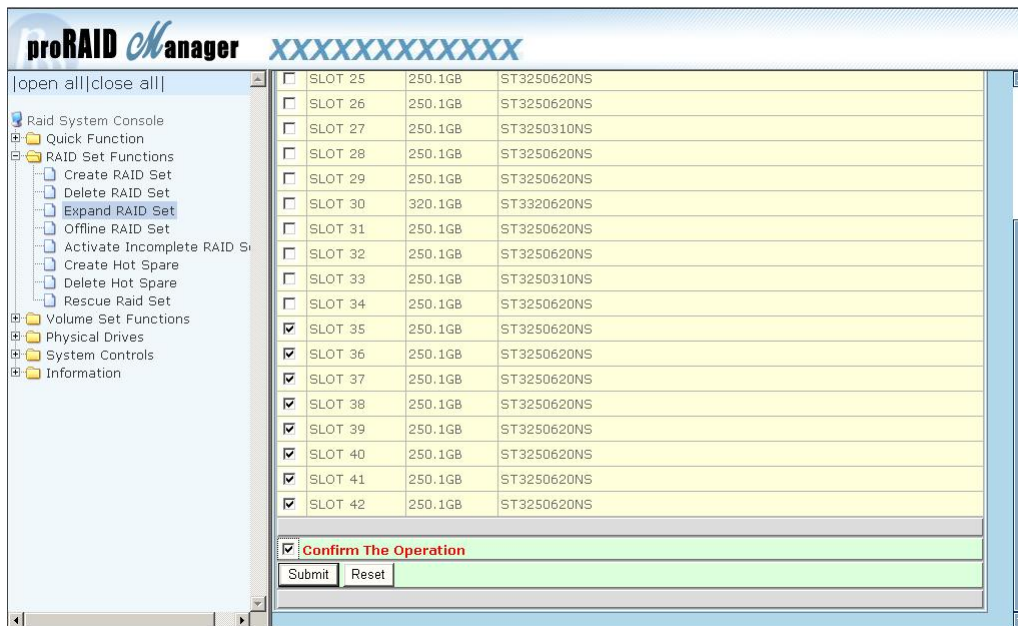 proRAID Manager XXXXXXXXXXXX
|open all|close all|
Raid System Console
Quick Function
RAID Set Functions
Create RAID Set
Delete RAID Set
Expand RAID Set
Offline RAID Set
Activate Incomplete RAID S
Create Hot Spare
Delete Hot Spare
Rescue Raid Set
Volume Set Functions
Physical Drives
System Controls
Information
SLOT 25 250.1GB ST3250620NS
SLOT 26 250.1GB ST3250620NS
SLOT 27 250.1GB ST3250310NS
SLOT 28 250.1GB ST3250620NS
SLOT 29 250.1GB ST3250620NS
SLOT 30 320.1GB ST3320620NS
SLOT 31 250.1GB ST3250620NS
SLOT 32 250.1GB ST3250620NS
SLOT 33 250.1GB ST3250310NS
SLOT 34 250.1GB ST3250620NS
SLOT 35 250.1GB ST3250620NS
SLOT 36 250.1GB ST3250620NS
SLOT 37 250.1GB ST3250620NS
SLOT 38 250.1GB ST3250620NS
SLOT 39 250.1GB ST3250620NS
SLOT 40 250.1GB ST3250620NS
SLOT 41 250.1GB ST3250620NS
SLOT 42 250.1GB ST3250620NS
Confirm The Operation
Submit Reset